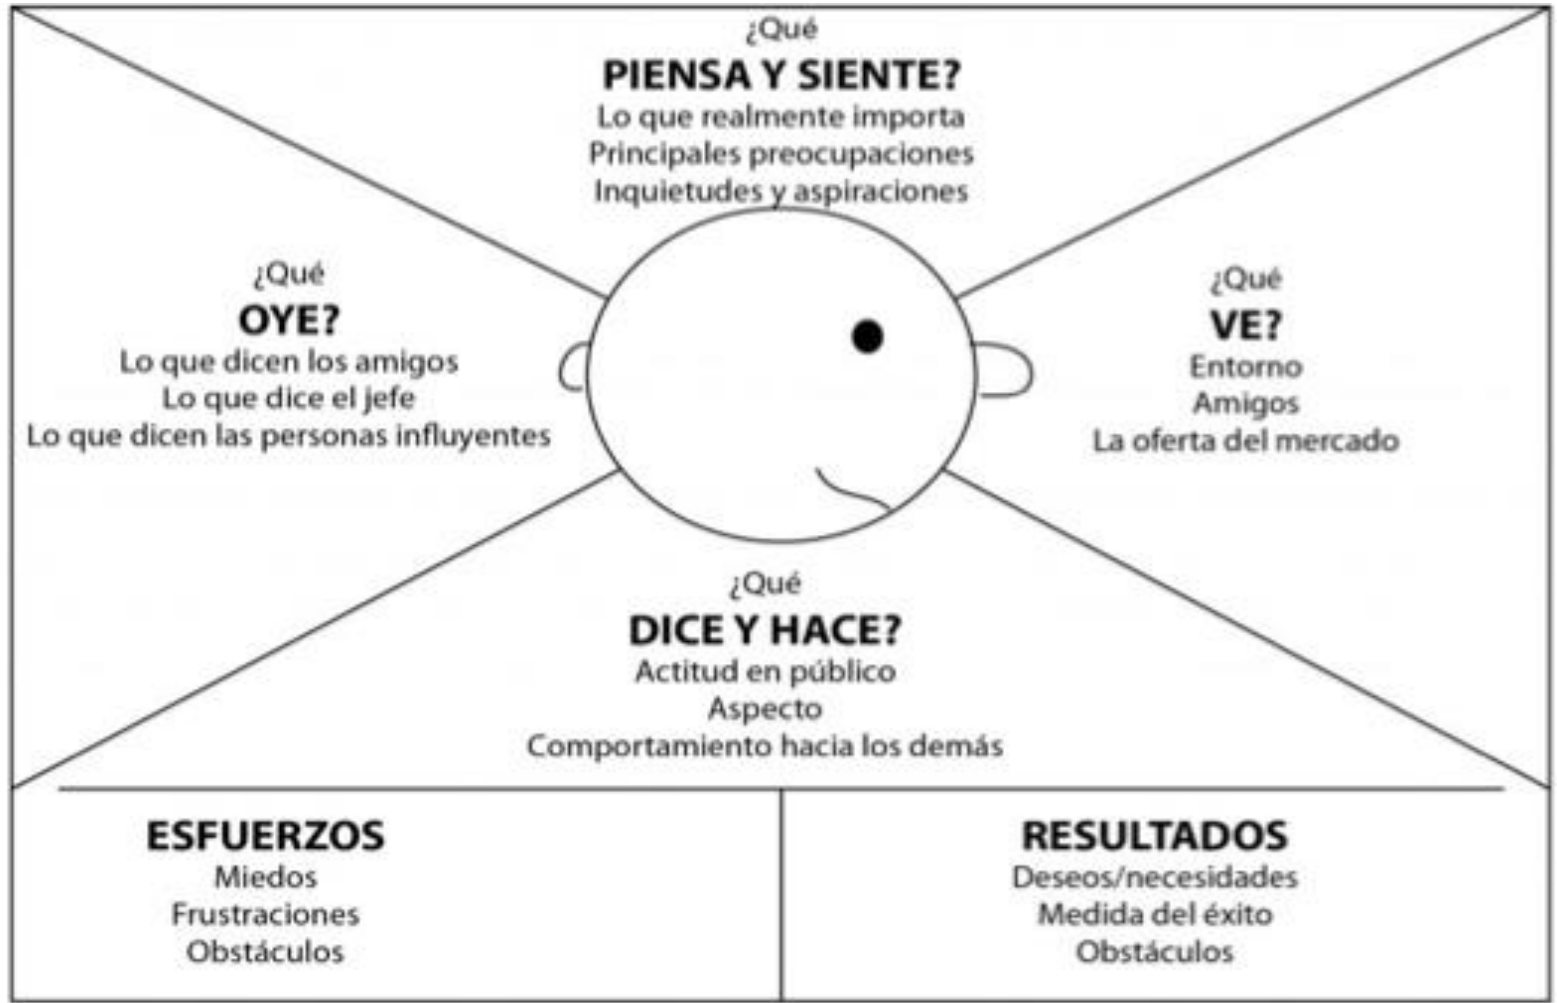 ¿Qué
PIENSA Y SIENTE?
Lo que realmente importa
Principales preocupaciones
Inquietudes y aspiraciones
¿Qué
OYE?
Lo que dicen los amigos
Lo que dice el jefe
Lo que dicen las personas influyentes
¿Qué
VE?
Entorno
Amigos
La oferta del mercado
¿Qué
DICE Y HACE?
Actitud en público
Aspecto
Comportamiento hacia los demás
ESFUERZOS
Miedos
Frustraciones
Obstáculos
RESULTADOS
Deseos/necesidades
Medida del éxito
Obstáculos